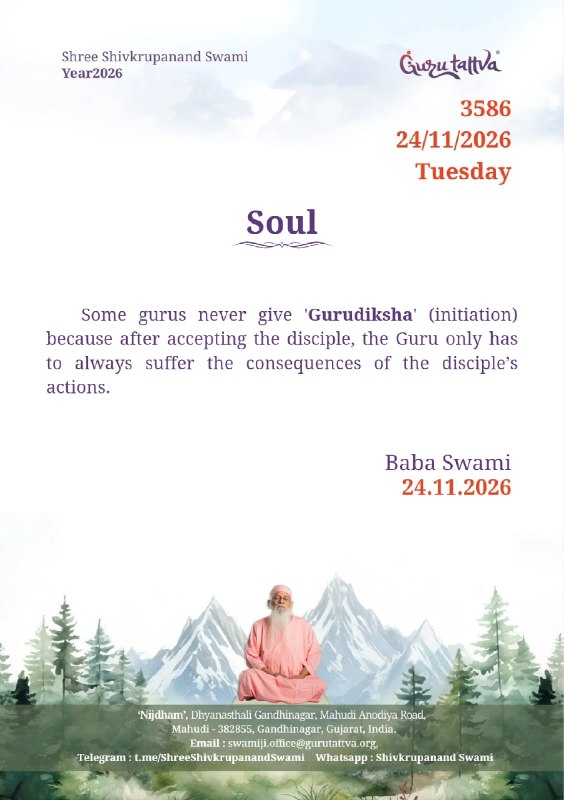 Shree Shivkrupanand Swami
Year2026
Gurutattva
3586
24/11/2026
Tuesday
Soul
Some gurus never give 'Gurudiksha' (initiation)
because after accepting the disciple, the Guru only has
to always suffer the consequences of the disciple’s
actions.
Baba Swami
24.11.2026
‘Nijdham’, Dhyanasthali Gandhinagar, Mahudi Anodiya Road,
Mahudi - 382855, Gandhinagar, Gujarat, India.
Email : swamiji.office@gurutattva.org,
Telegram : t.me/ShreeShivkrupanandSwami Whatsapp : Shivkrupanand Swami